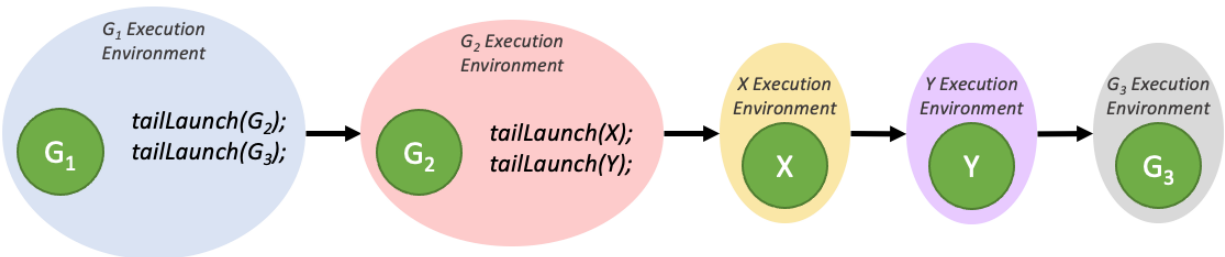 G₁ Execution
Environment
G₁
tailLaunch(G₂);
tailLaunch(G₃);
G₂ Execution
Environment
G₂
tailLaunch(X);
tailLaunch(Y);
X Execution
Environment
X
Y Execution
Environment
Y
G₃ Execution
Environment
G₃